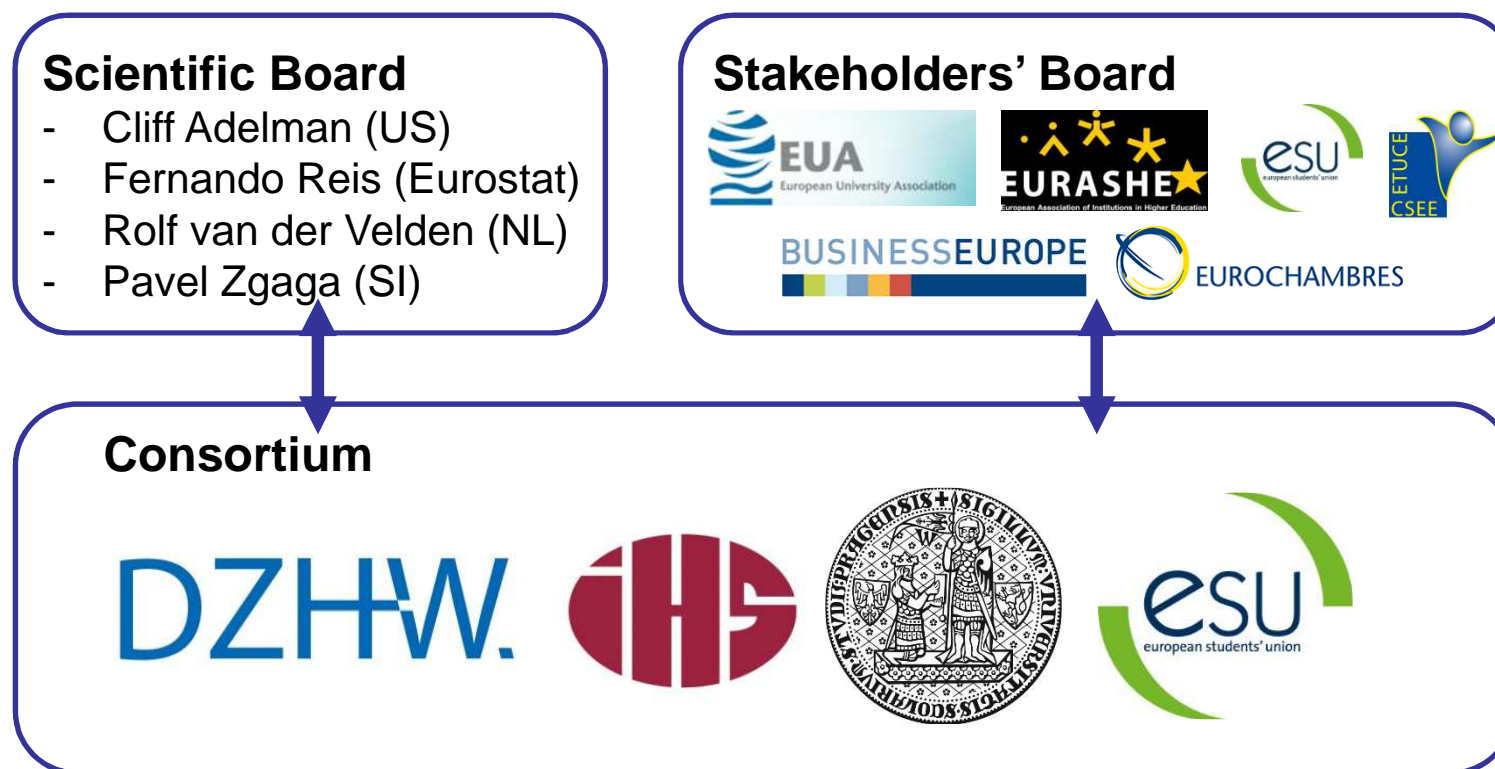 Scientific Board
- Cliff Adelman (US)
- Fernando Reis (Eurostat)
- Rolf van der Velden (NL)
- Pavel Zgaga (SI)
Stakeholders' Board
EUA
European University Association
EURASHE
European Association of Institutions in Higher Education
esu
european students' union
ETUCE
CSEE
BUSINESSEUROPE
EUROCHAMBRES
Consortium
DZHW.
iHS
esu
european students' union